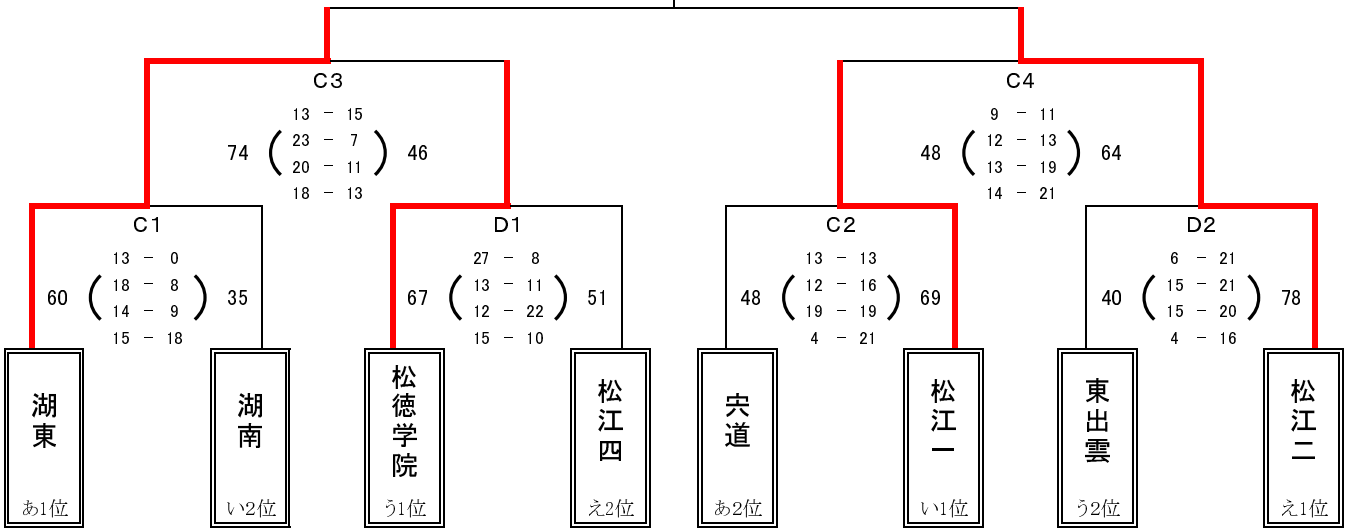 C3
13 － 15
23 － 7
20 － 11
18 － 13
74 ( ) 46
C4
9 － 11
12 － 13
13 － 19
14 － 21
48 ( ) 64
C1
13 － 0
18 － 8
14 － 9
15 － 18
60 ( ) 35
D1
27 － 8
13 － 11
12 － 22
15 － 10
67 ( ) 51
C2
13 － 13
12 － 16
19 － 19
4 － 21
48 ( ) 69
D2
6 － 21
15 － 21
15 － 20
4 － 16
40 ( ) 78
湖東
あ1位
湖南
い2位
松徳学院
う1位
松江四
え2位
宍道
あ2位
松江一
い1位
東出雲
う2位
松江二
え1位